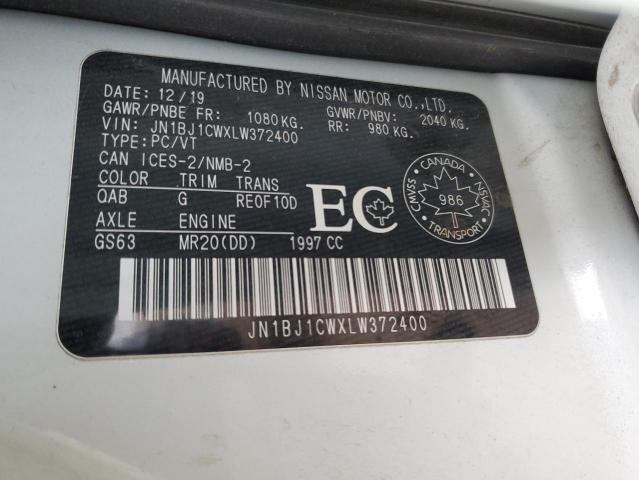 MANUFACTURED BY NISSAN MOTOR CO.,LTD.
DATE: 12/19
GAWR/PNBE FR: 1080KG. GVWR/PNBV: 2040 KG.
RR: 980 KG.
VIN: JN1BJ1CWXLW372400
TYPE: PC/VT
CAN ICES-2/NMB-2
COLOR TRIM TRANS
QAB G RE0F10D
AXLE ENGINE
GS63 MR20(DD) 1997 CC
EC
CANADA
CMVSS
NSVAC
986
TRANSPORT
JN1BJ1CWXLW372400